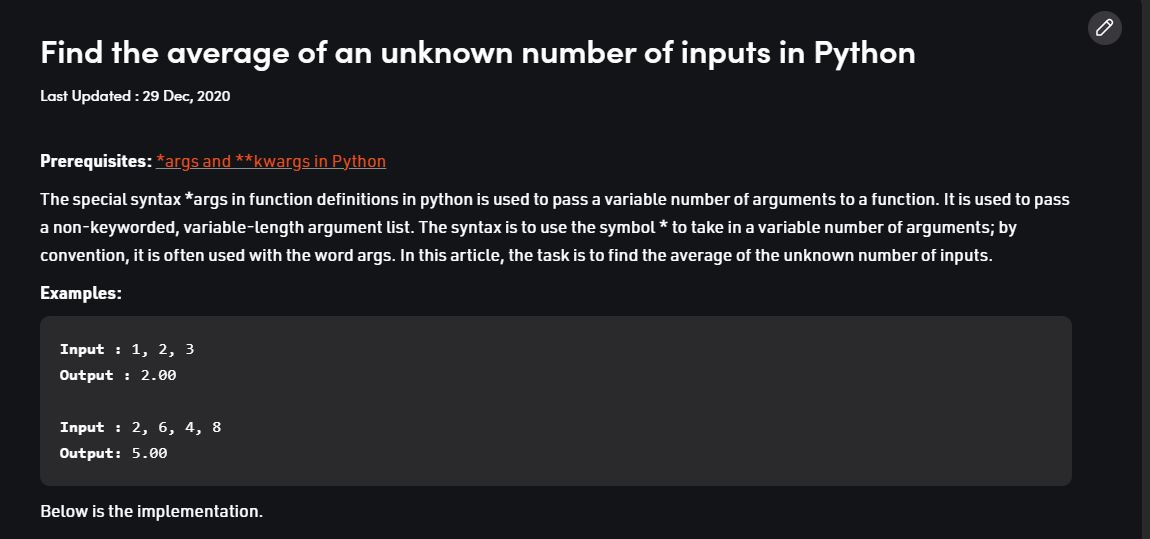 Find the average of an unknown number of inputs in Python
Last Updated : 29 Dec, 2020
Prerequisites: *args and **kwargs in Python
The special syntax *args in function definitions in python is used to pass a variable number of arguments to a function. It is used to pass
a non-keyworded, variable-length argument list. The syntax is to use the symbol * to take in a variable number of arguments; by
convention, it is often used with the word args. In this article, the task is to find the average of the unknown number of inputs.
Examples:
Input : 1, 2, 3
Output : 2.00
Input : 2, 6, 4, 8
Output: 5.00
Below is the implementation.